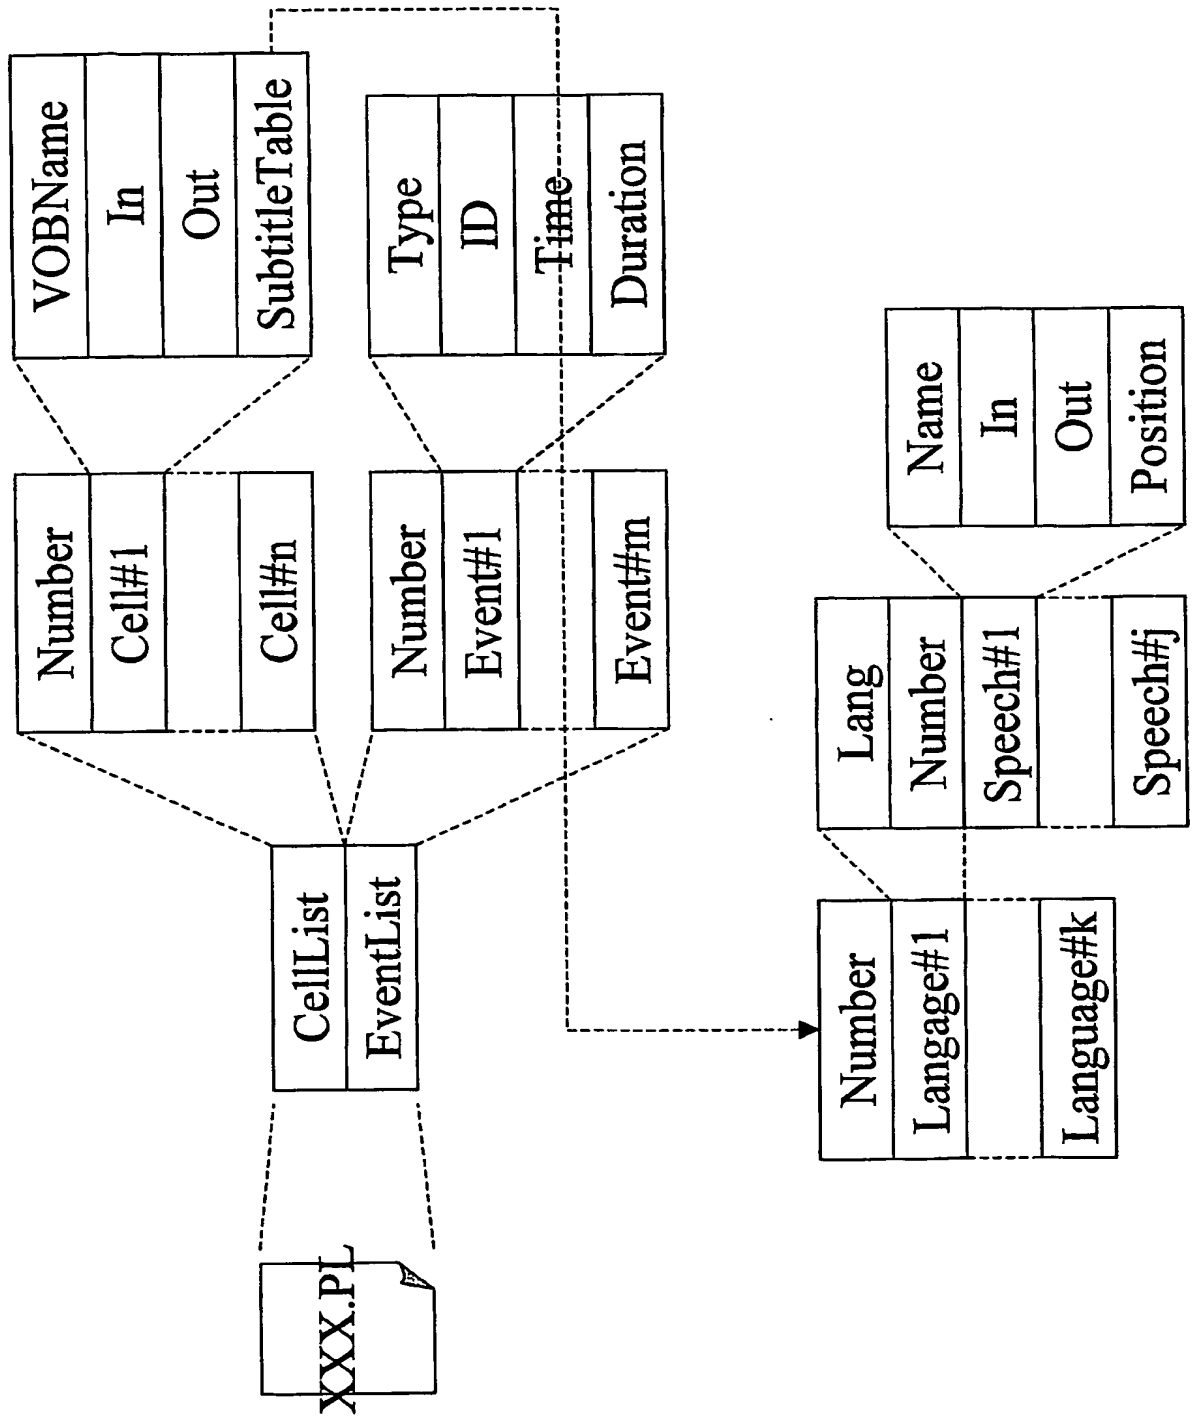 XXX.PL
CellList
EventList
Number
Cell#1
Cell#n
VOBName
In
Out
SubtitleTable
Number
Event#1
Event#m
Type
ID
Time
Duration
Number
Langage#1
Language#k
Lang
Number
Speech#1
Speech#j
Name
In
Out
Position